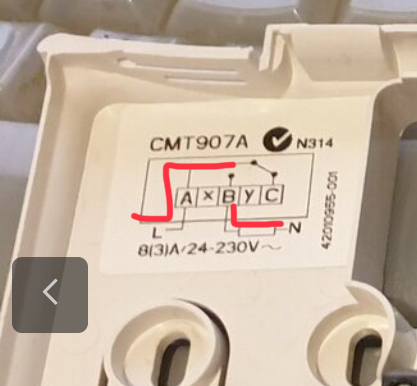 CMT907A N314
A X B Y C
L N
8(3)A/24-230V~
42010955-001